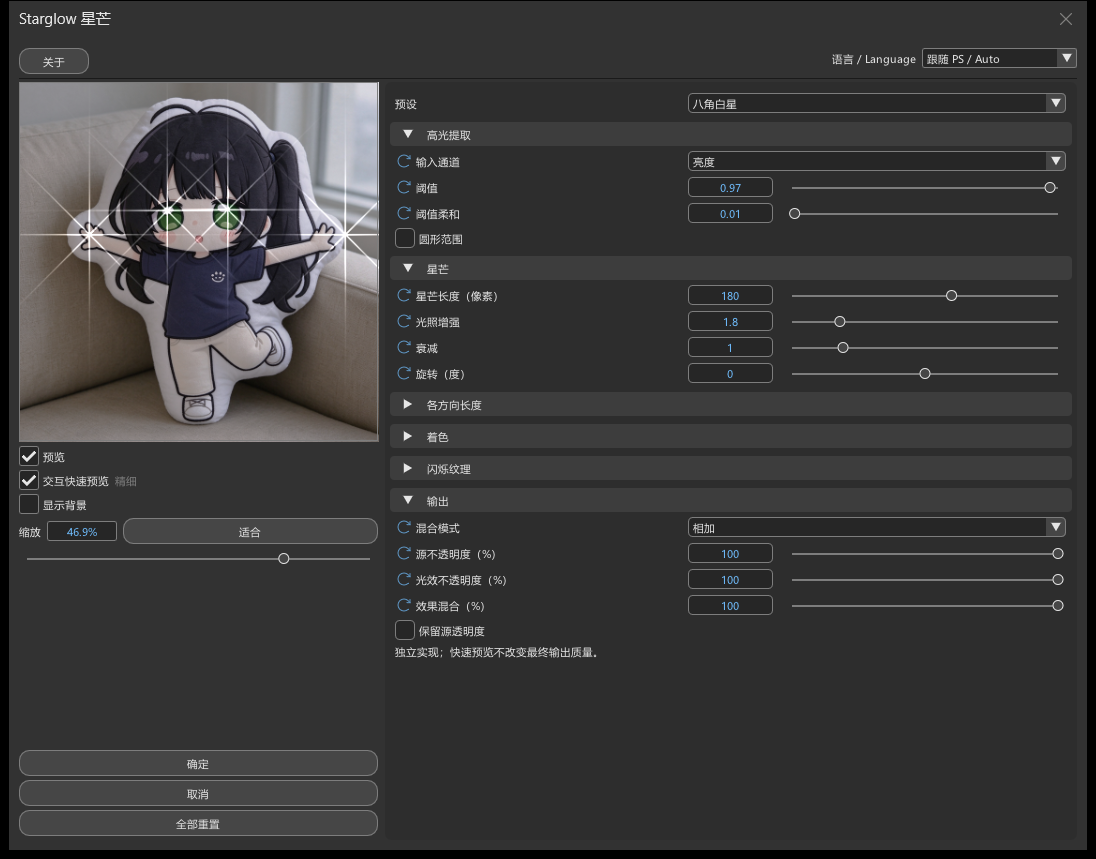 Starglow 星芒
关于
语言 / Language 跟随 PS / Auto
预设 八角白星
高光提取
输入通道 亮度
阈值 0.97
阈值柔和 0.01
圆形范围
星芒
星芒长度（像素） 180
光照增强 1.8
衰减 1
旋转（度） 0
各方向长度
着色
闪烁纹理
输出
混合模式 相加
源不透明度（%） 100
光效不透明度（%） 100
效果混合（%） 100
保留源透明度
独立实现；快速预览不改变最终输出质量。
预览
交互快速预览 精细
显示背景
缩放 46.9% 适合
确定
取消
全部重置